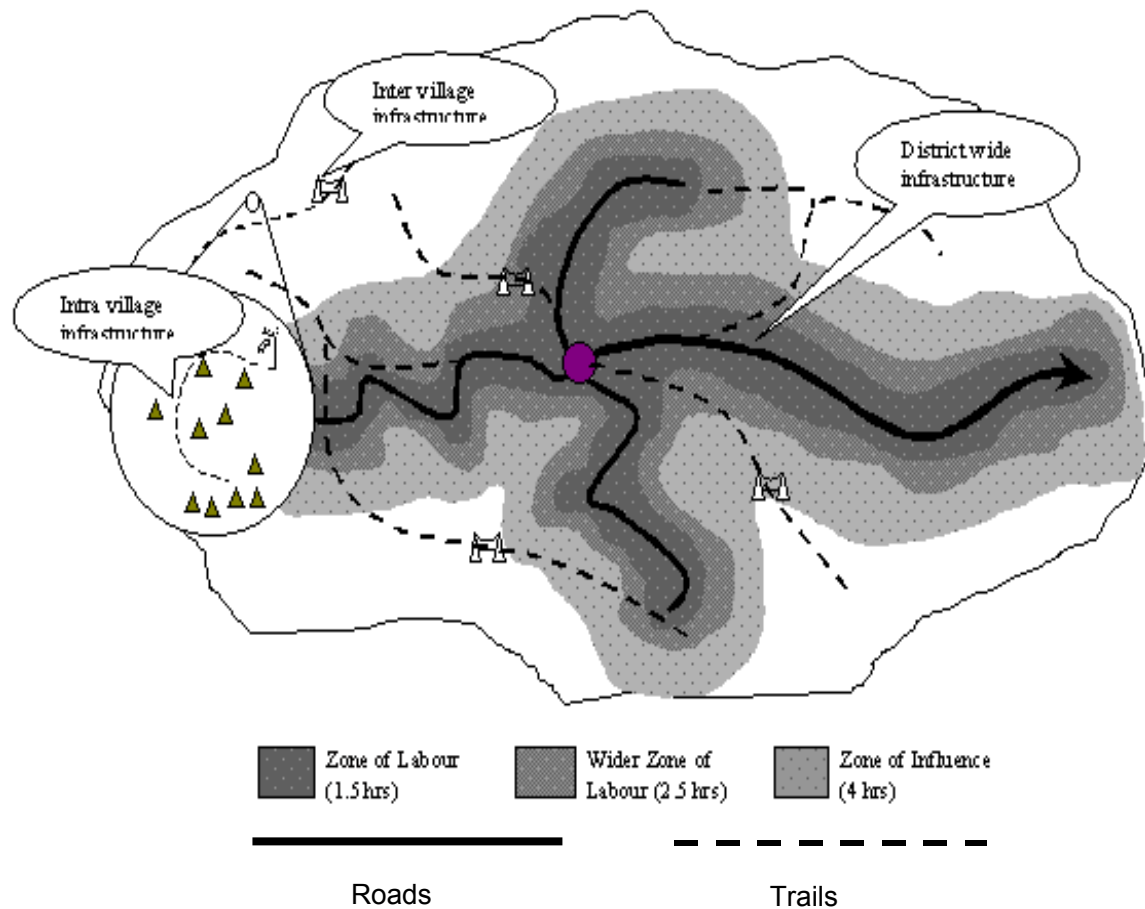 Inter village
infrastructure
District wide
infrastructure
Intra village
infrastructure
Zone of Labour
(1.5 hrs)
Wider Zone of
Labour (2.5 hrs)
Zone of Influence
(4 hrs)
Roads
Trails